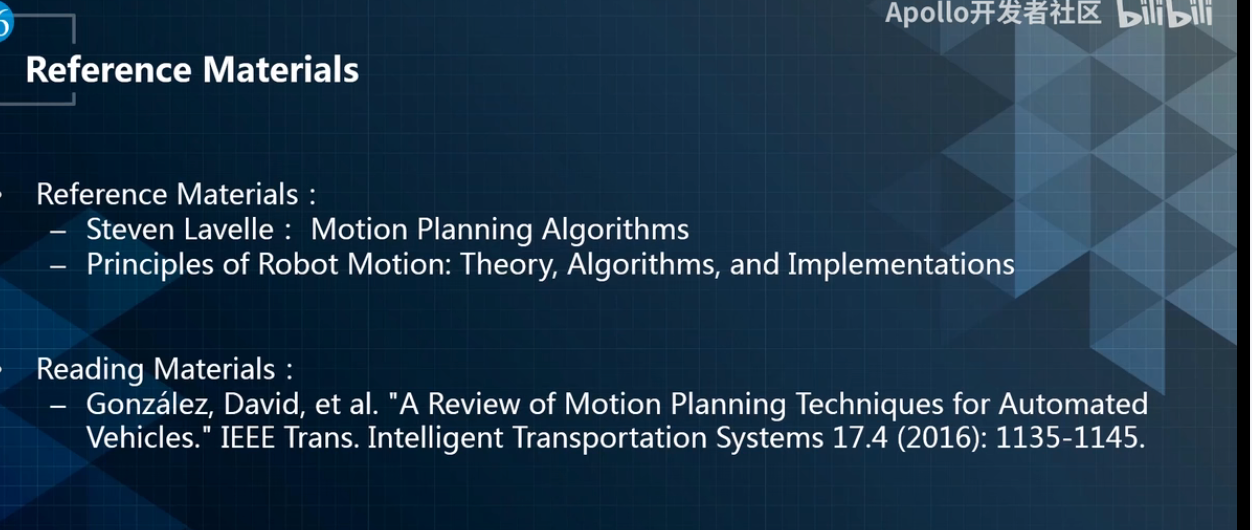 6
Apollo开发者社区 bilibili
Reference Materials
• Reference Materials：
– Steven Lavelle： Motion Planning Algorithms
– Principles of Robot Motion: Theory, Algorithms, and Implementations
• Reading Materials：
– González, David, et al. "A Review of Motion Planning Techniques for Automated
Vehicles." IEEE Trans. Intelligent Transportation Systems 17.4 (2016): 1135-1145.